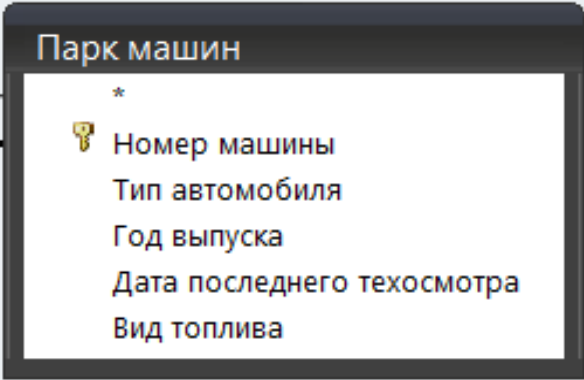 Парк машин
*
Номер машины
Тип автомобиля
Год выпуска
Дата последнего техосмотра
Вид топлива